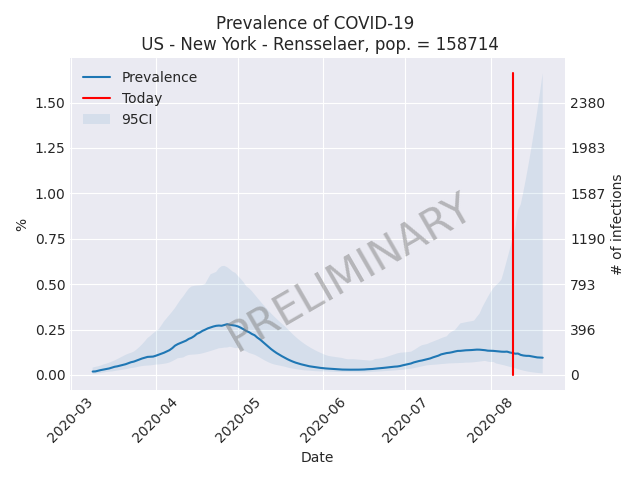 Prevalence of COVID-19
US - New York - Rensselaer, pop. = 158714
Prevalence
Today
95CI
1.50
1.25
1.00
0.75
0.50
0.25
0.00
%
2380
1983
1587
1190
793
396
0
# of infections
PRELIMINARY
2020-03
2020-04
2020-05
2020-06
2020-07
2020-08
Date